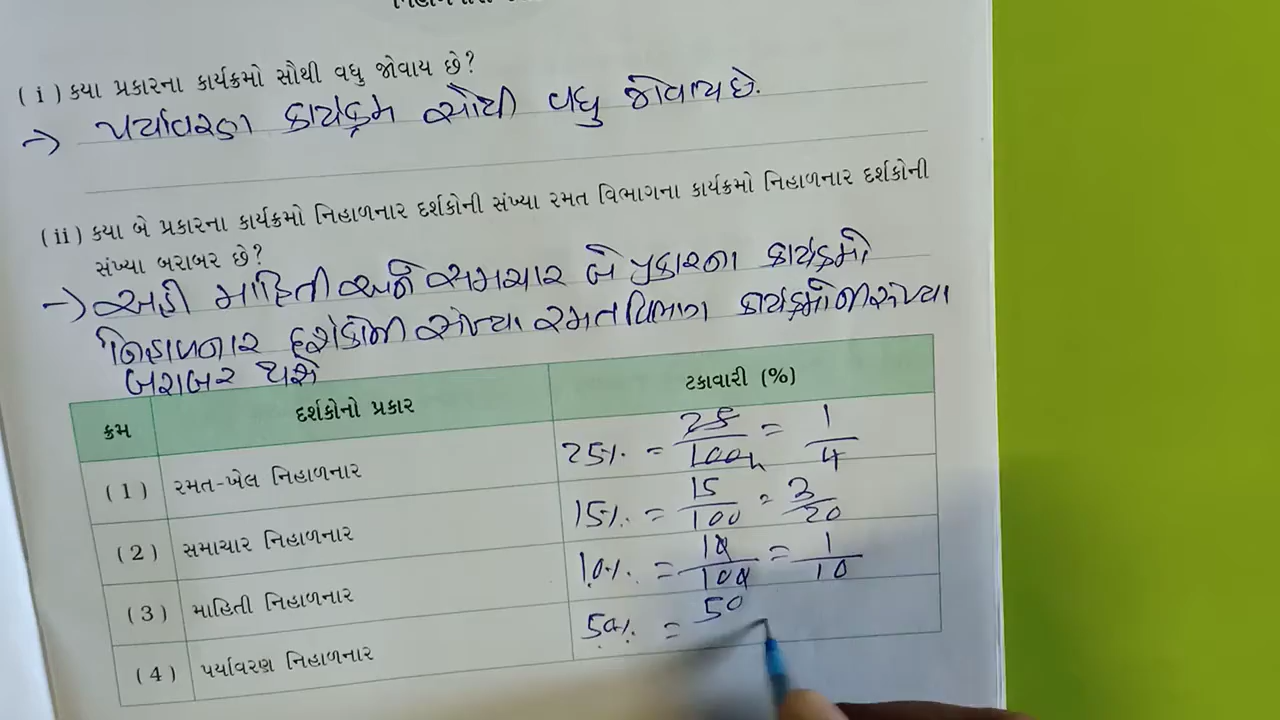 (i) કયા પ્રકારના કાર્યક્રમો સૌથી વધુ જોવાય છે?
→ પર્યાવરણ કાર્યક્રમ સૌથી વધુ જોવાય છે.
(ii) કયા બે પ્રકારના કાર્યક્રમો નિહાળનાર દર્શકોની સંખ્યા રમત વિભાગના કાર્યક્રમો નિહાળનાર દર્શકોની
સંખ્યા બરાબર છે?
→ અહી માહિતી અને સમચાર બે પ્રકારના કાર્યક્રમો
નિહાળનાર દર્શકોની સંખ્યા રમત વિભાગ કાર્યક્રમોની સંખ્યા
બરાબર થશે
ક્રમ દર્શકોનો પ્રકાર ટકાવારી (%)
(1) રમત-ખેલ નિહાળનાર 25% = 25/100 = 1/4
(2) સમાચાર નિહાળનાર 15% = 15/100 = 3/20
(3) માહિતી નિહાળનાર 10% = 10/100 = 1/10
(4) પર્યાવરણ નિહાળનાર 50% = 50